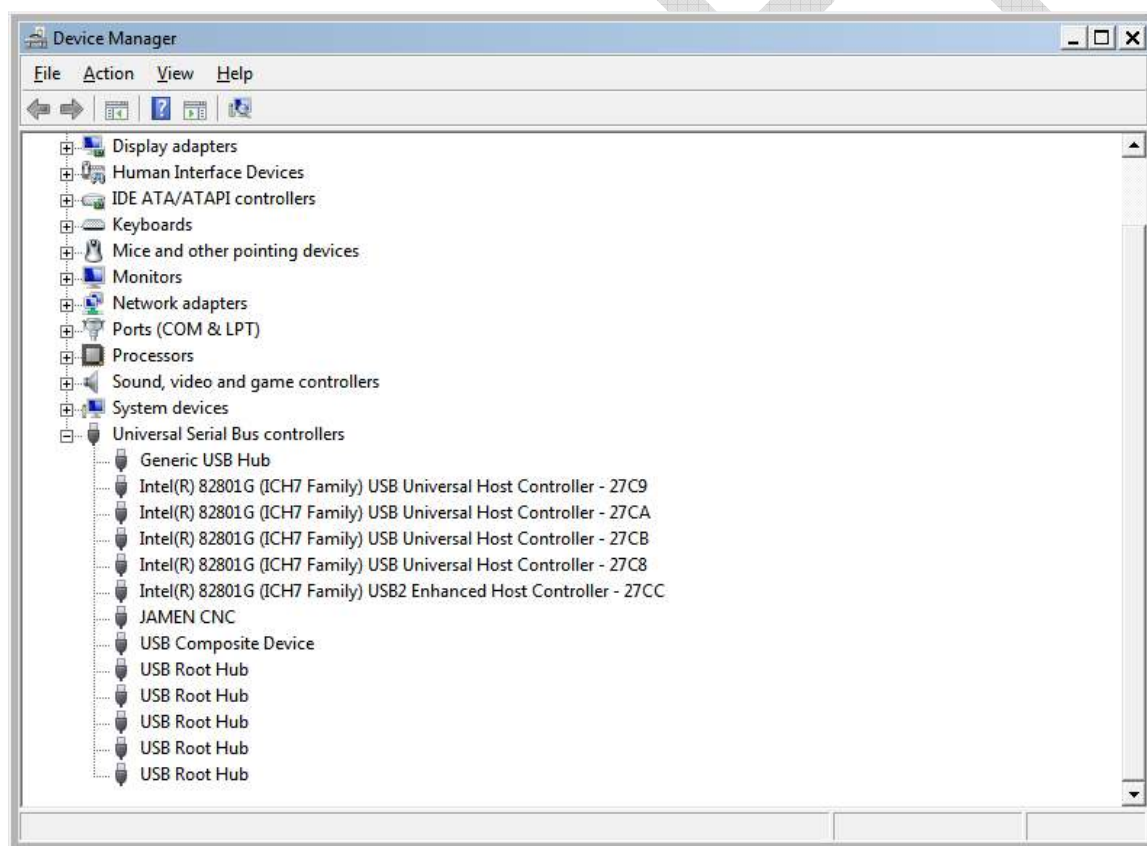 Device Manager
File Action View Help
Display adapters
Human Interface Devices
IDE ATA/ATAPI controllers
Keyboards
Mice and other pointing devices
Monitors
Network adapters
Ports (COM & LPT)
Processors
Sound, video and game controllers
System devices
Universal Serial Bus controllers
Generic USB Hub
Intel(R) 82801G (ICH7 Family) USB Universal Host Controller - 27C9
Intel(R) 82801G (ICH7 Family) USB Universal Host Controller - 27CA
Intel(R) 82801G (ICH7 Family) USB Universal Host Controller - 27CB
Intel(R) 82801G (ICH7 Family) USB Universal Host Controller - 27C8
Intel(R) 82801G (ICH7 Family) USB2 Enhanced Host Controller - 27CC
JAMEN CNC
USB Composite Device
USB Root Hub
USB Root Hub
USB Root Hub
USB Root Hub
USB Root Hub